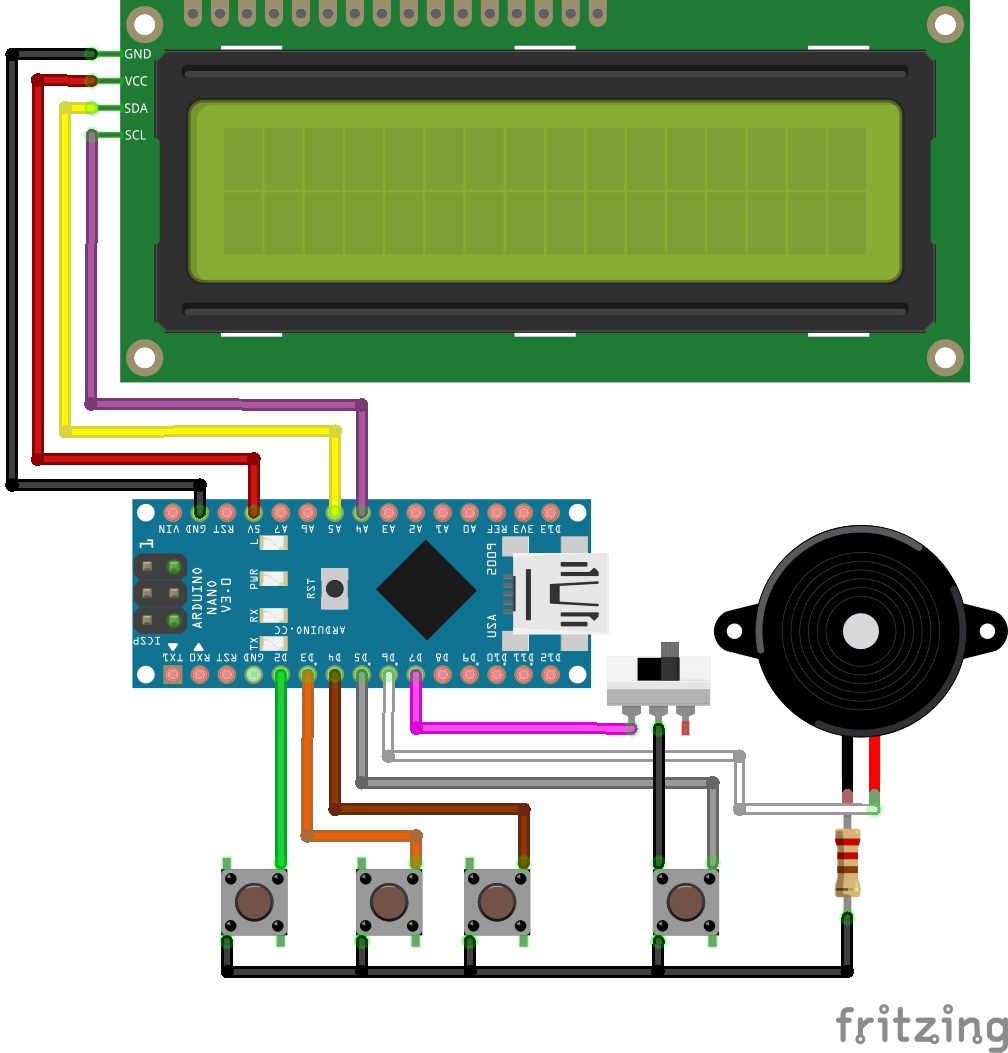 GND
VCC
SDA
SCL
VIN
GND
RST
5V
A7
A6
A5
A4
A3
A2
A1
A0
REF
3V3
D13
1
L
PWR
RX
TX
RST
USA
ARDUINO
NANO
V3.0
ARDUINO.CC
ICSP
TX1
RX0
RST
GND
D2
D3
D4
D5
D6
D7
D8
D9
D10
D11
D12
fritzing